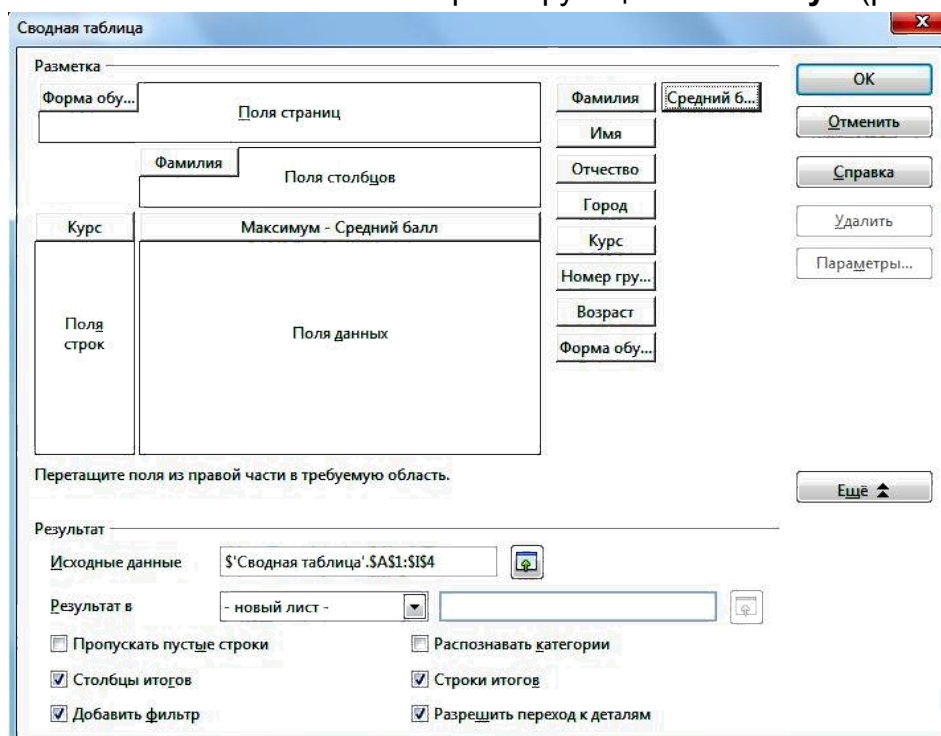 Сводная таблица
Разметка
Форма обу...
Поля страниц
Фамилия
Поля столбцов
Курс
Максимум - Средний балл
Поля строк
Поля данных
Фамилия
Средний б...
Имя
Отчество
Город
Курс
Номер гру...
Возраст
Форма обу...
ОК
Отменить
Справка
Удалить
Параметры...
Перетащите поля из правой части в требуемую область.
Ещё
Результат
Исходные данные
$'Сводная таблица'.$A$1:$I$4
Результат в
- новый лист -
Пропускать пустые строки
Распознавать категории
Столбцы итогов
Строки итогов
Добавить фильтр
Разрешить переход к деталям